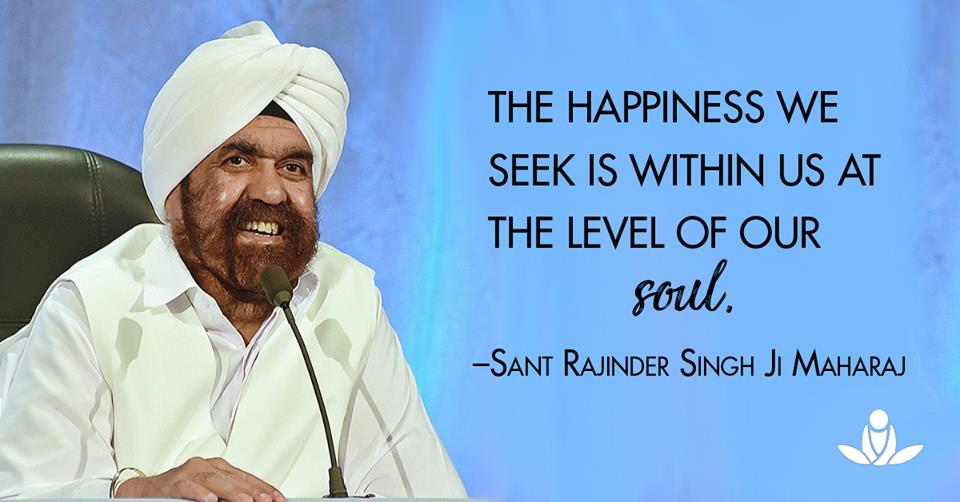 THE HAPPINESS WE
SEEK IS WITHIN US AT
THE LEVEL OF OUR
soul.
–SANT RAJINDER SINGH JI MAHARAJ